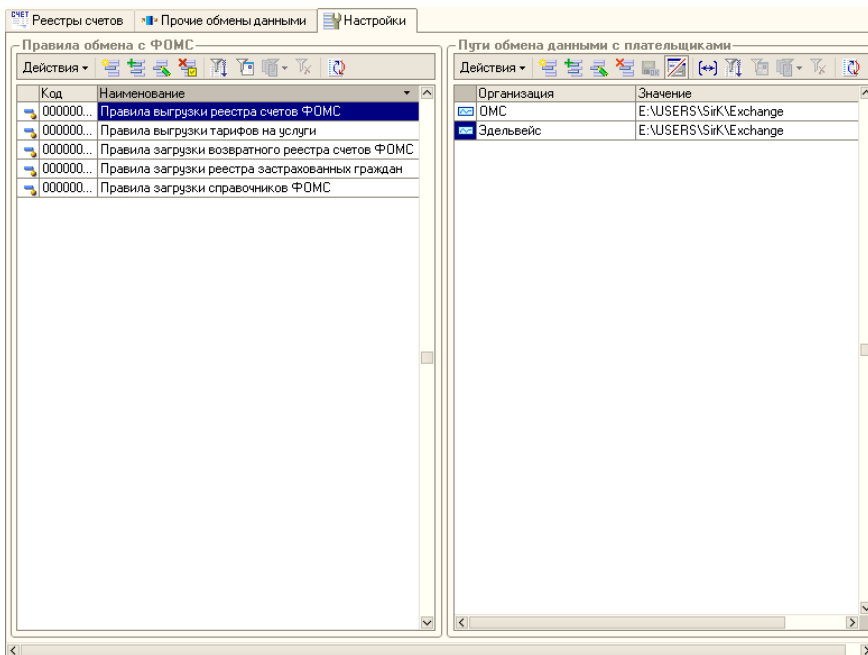 СЧЕТ Реестры счетов Прочие обмены данными Настройки
Правила обмена с ФОМС
Действия
Код Наименование
000000... Правила выгрузки реестра счетов ФОМС
000000... Правила выгрузки тарифов на услуги
000000... Правила загрузки возвратного реестра счетов ФОМС
000000... Правила загрузки реестра застрахованных граждан
000000... Правила загрузки справочников ФОМС
Пути обмена данными с плательщиками
Действия
Организация Значение
ОМС E:\USERS\SirK\Exchange
Эдельвейс E:\USERS\SirK\Exchange